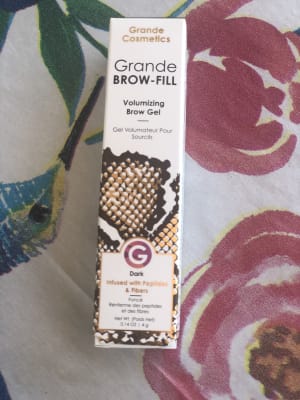 Grande
Cosmetics
Grande
BROW-FILL
Volumizing
Brow Gel
Gel Volumateur Pour
Sourcils
G
Dark
Infused with Peptides
& Fibers
Foncé
Renferme des peptides
et des fibres
Net Wt. (Poids Net)
0.14 OZ | 4 g